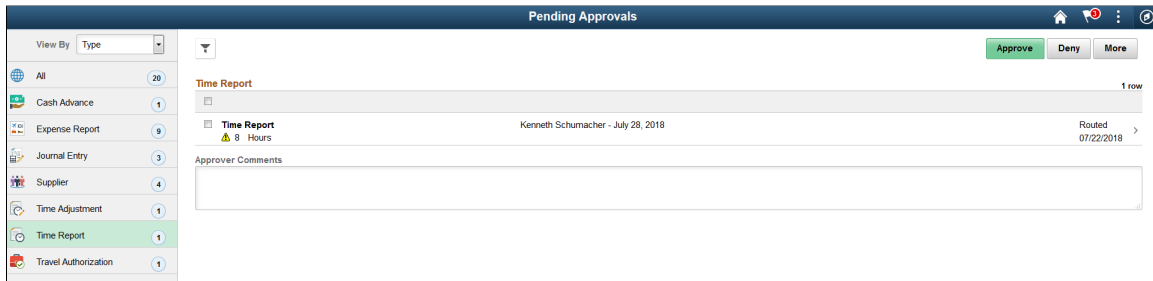 Pending Approvals
3
View By Type
All 20
Cash Advance 1
Expense Report 9
Journal Entry 3
Supplier 4
Time Adjustment 1
Time Report 1
Travel Authorization 1
Approve Deny More
Time Report
1 row
Time Report Kenneth Schumacher - July 28, 2018 Routed
8 Hours 07/22/2018
Approver Comments